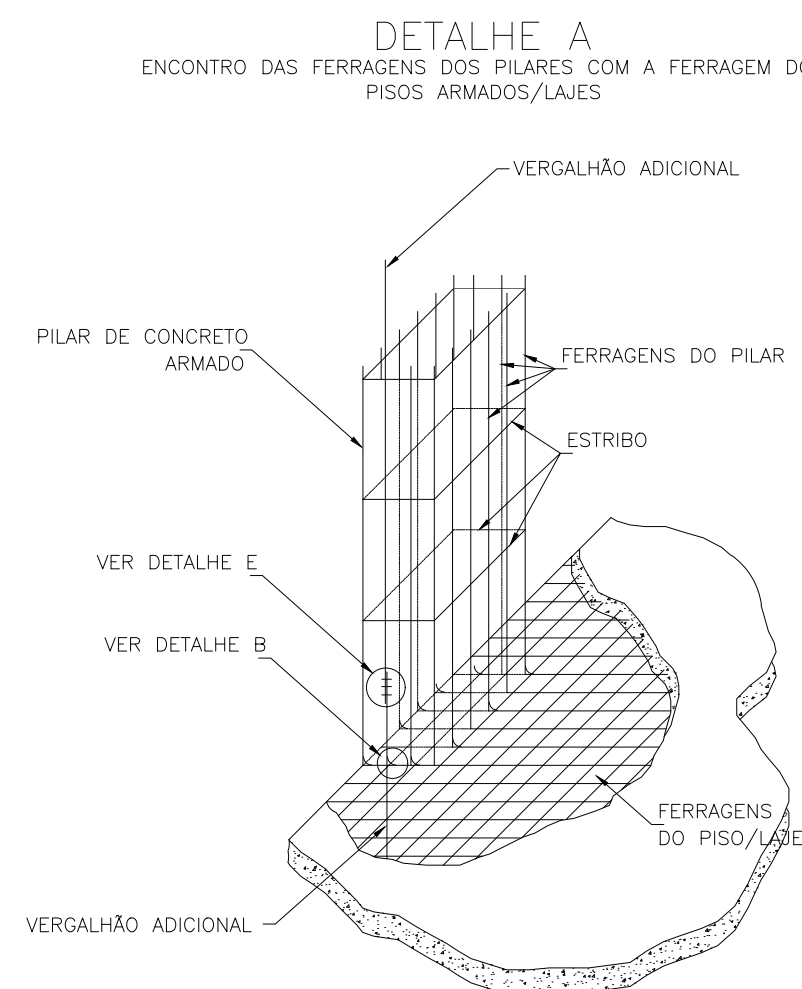 DETALHE A
ENCONTRO DAS FERRAGENS DOS PILARES COM A FERRAGEM
PISOS ARMADOS/LAJES
VERGALHÃO ADICIONAL
PILAR DE CONCRETO
ARMADO
FERRAGENS DO PILAR
ESTRIBO
VER DETALHE E
VER DETALHE B
FERRAGENS
DO PISO/LAJE
VERGALHÃO ADICIONAL